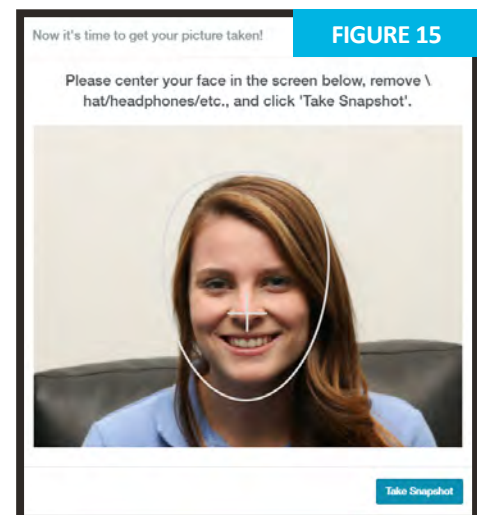 Now it's time to get your picture taken!
FIGURE 15
Please center your face in the screen below, remove \
hat/headphones/etc., and click 'Take Snapshot'.
Take Snapshot